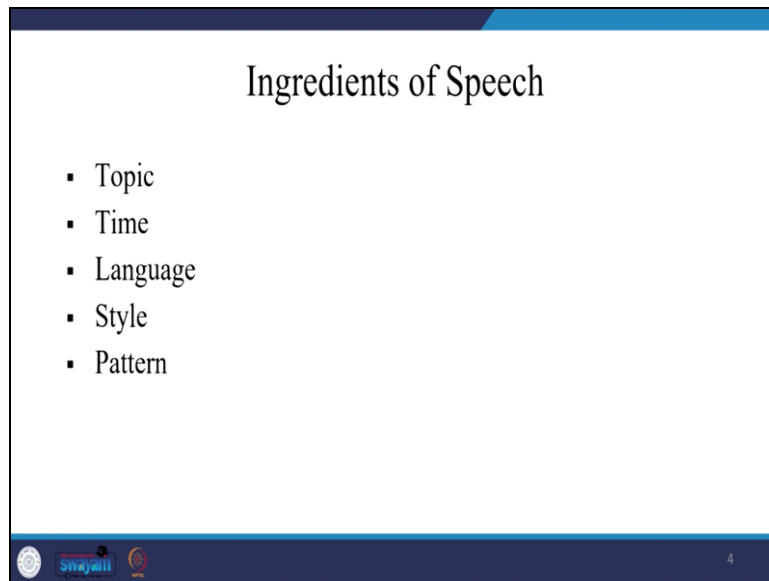 Ingredients of Speech
▪ Topic
▪ Time
▪ Language
▪ Style
▪ Pattern
swayam
4